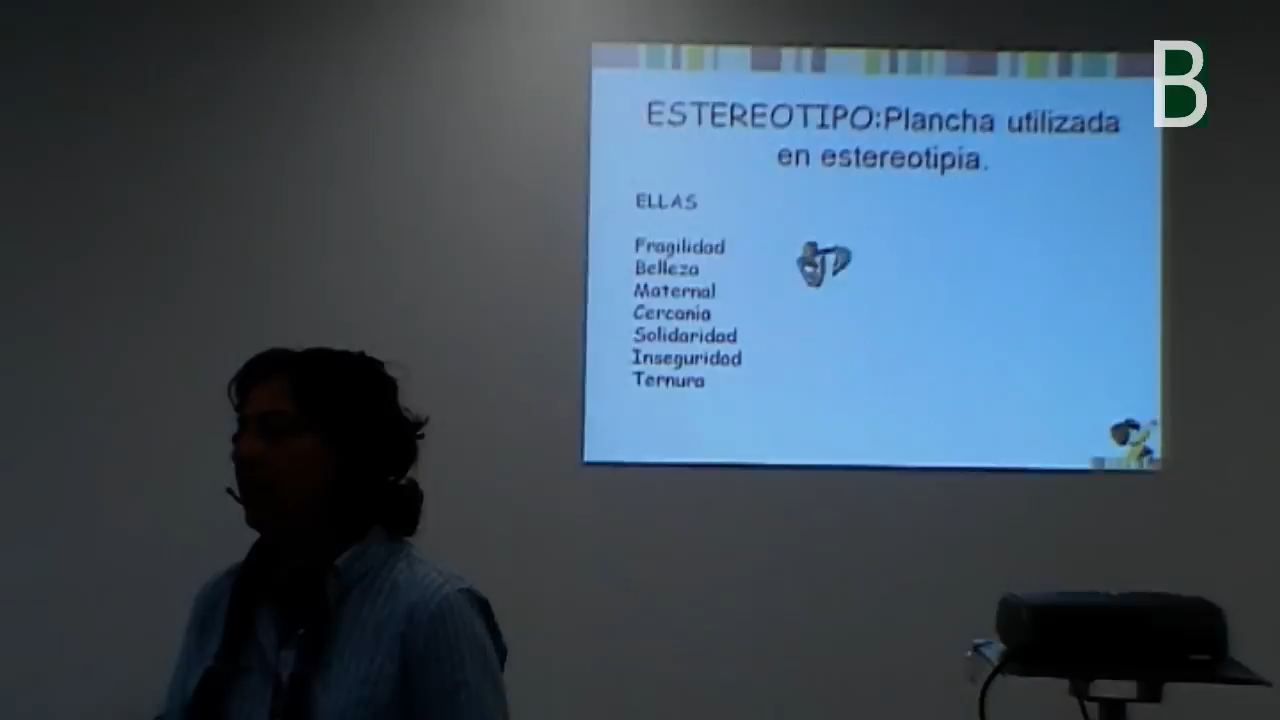 B
ESTEREOTIPO:Plancha utilizada
en estereotipia.
ELLAS
Fragilidad
Belleza
Maternal
Cercania
Solidaridad
Inseguridad
Ternura